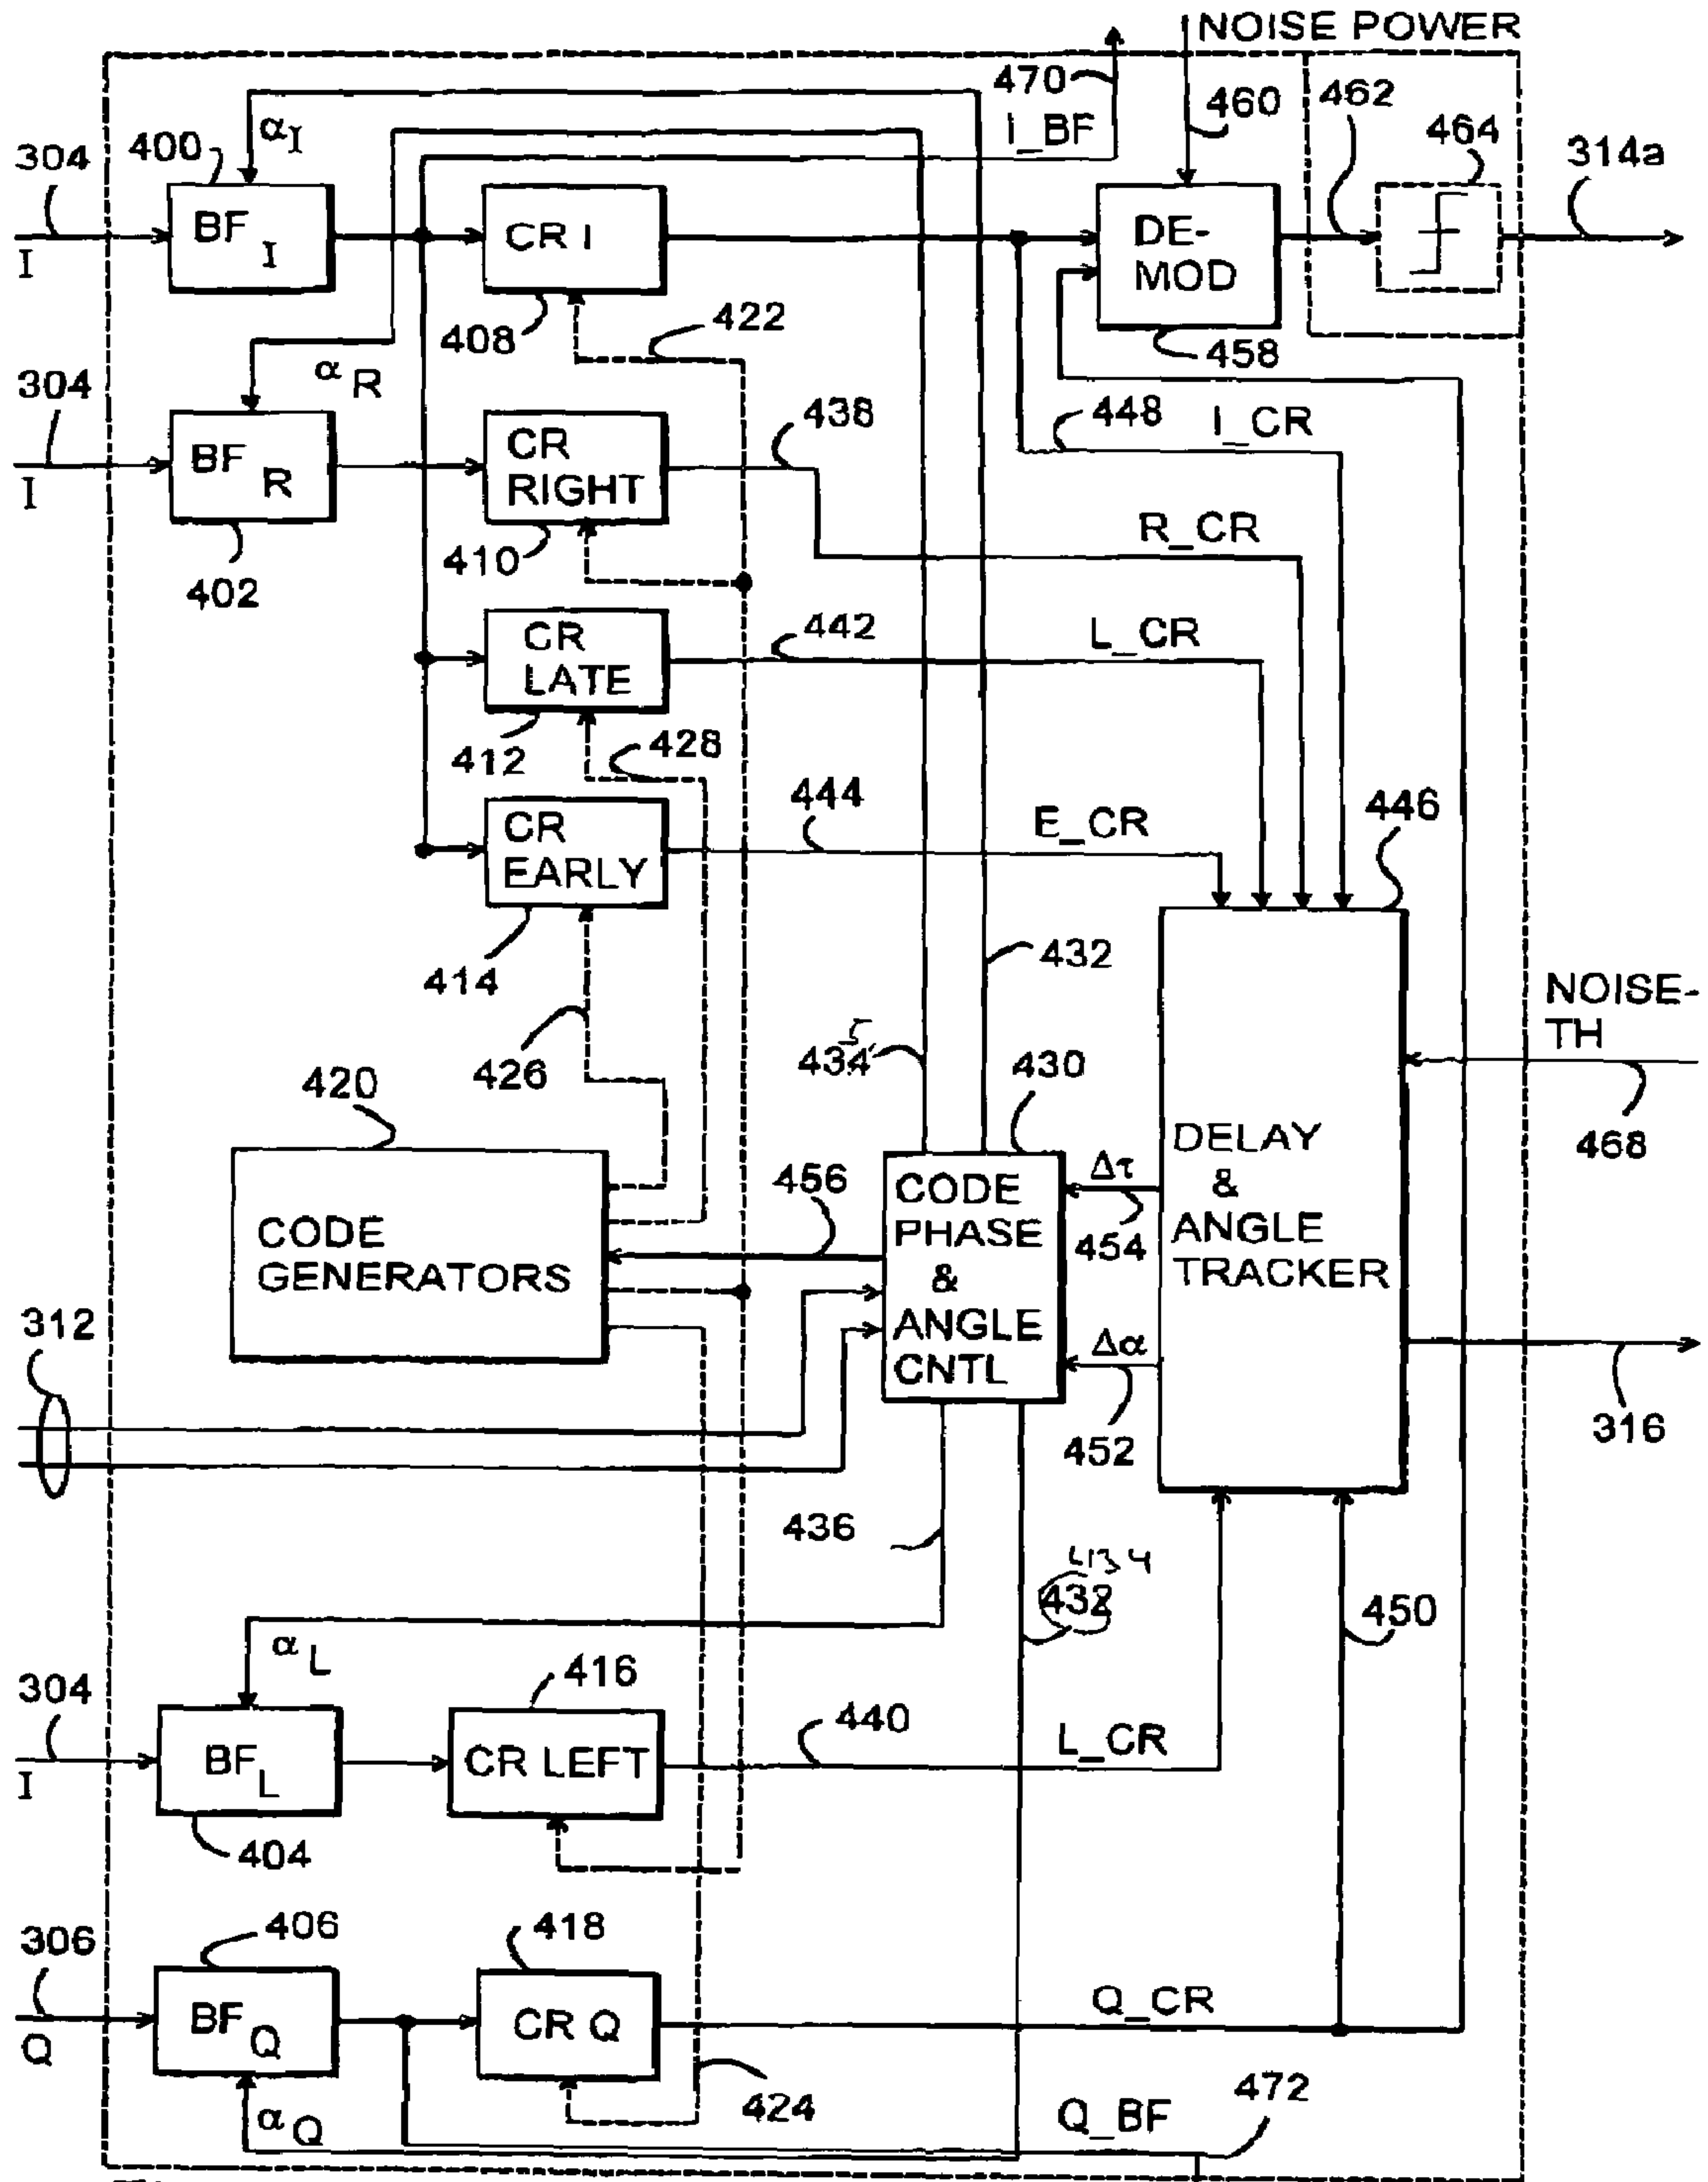 NOISE POWER
470
I_BF
460
462
464
314a
304
400
αI
I
BF I
CR I
DE-
MOD
408
422
458
304
αR
I
BF R
CR
RIGHT
438
448
I_CR
402
410
R_CR
CR
LATE
442
L_CR
412
428
CR
EARLY
444
E_CR
446
414
432
426
434
5
430
NOISE-
TH
468
420
CODE
GENERATORS
456
CODE
PHASE
&
ANGLE
CNTL
Δτ
454
Δα
452
DELAY
&
ANGLE
TRACKER
312
316
436
434
432
450
αL
304
I
BF L
404
416
CR LEFT
440
L_CR
306
Q
406
BF Q
418
CR Q
Q_CR
αQ
424
Q_BF
472